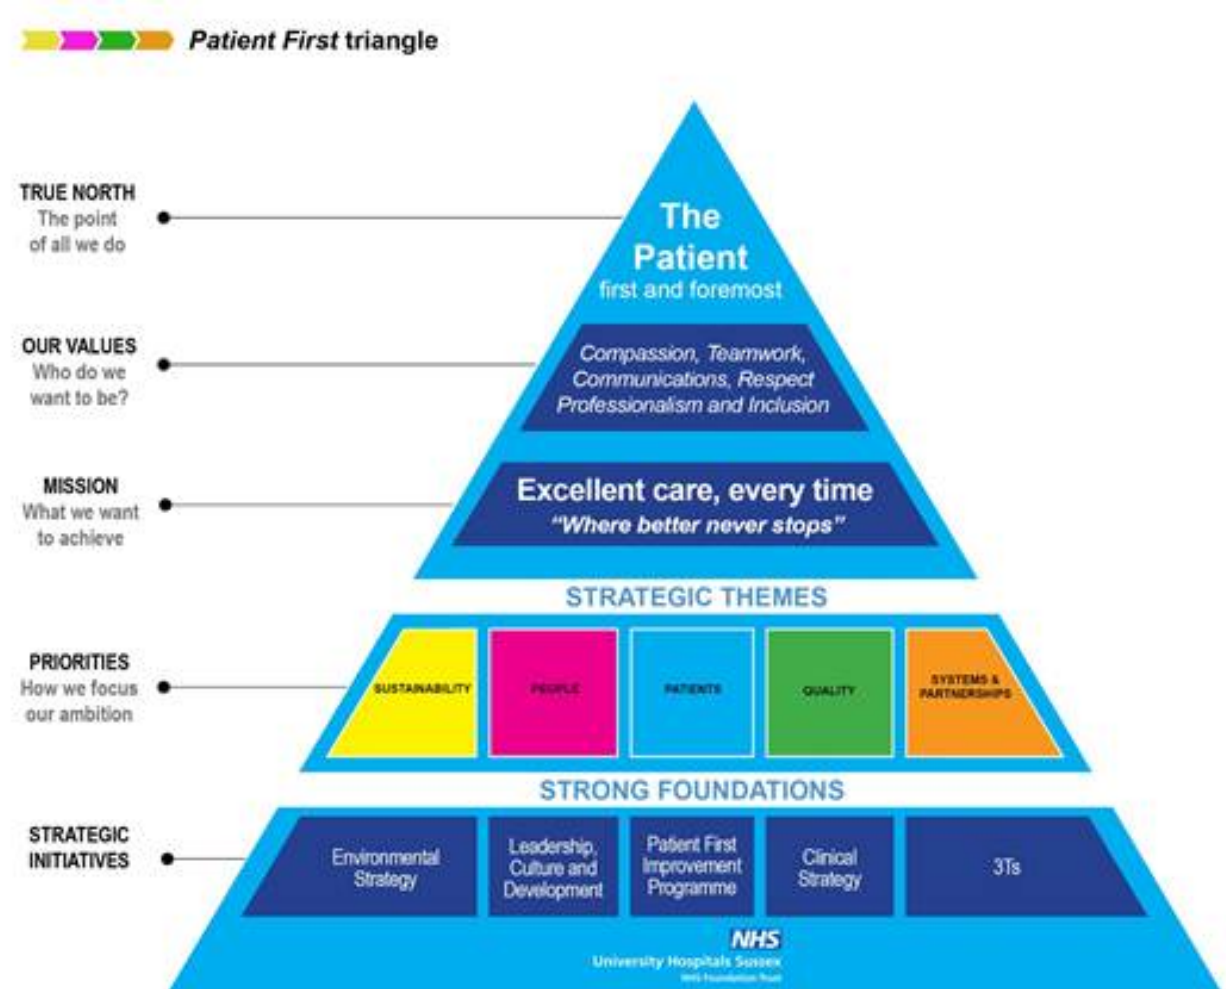 Patient First triangle
TRUE NORTH
The point
of all we do
The
Patient
first and foremost
OUR VALUES
Who do we
want to be?
Compassion, Teamwork,
Communications, Respect
Professionalism and Inclusion
MISSION
What we want
to achieve
Excellent care, every time
“Where better never stops”
STRATEGIC THEMES
PRIORITIES
How we focus
our ambition
SUSTAINABILITY
PEOPLE
PATIENTS
QUALITY
SYSTEMS &
PARTNERSHIPS
STRONG FOUNDATIONS
STRATEGIC
INITIATIVES
Environmental
Strategy
Leadership,
Culture and
Development
Patient First
Improvement
Programme
Clinical
Strategy
3Ts
NHS
University Hospitals Sussex
NHS Foundation Trust